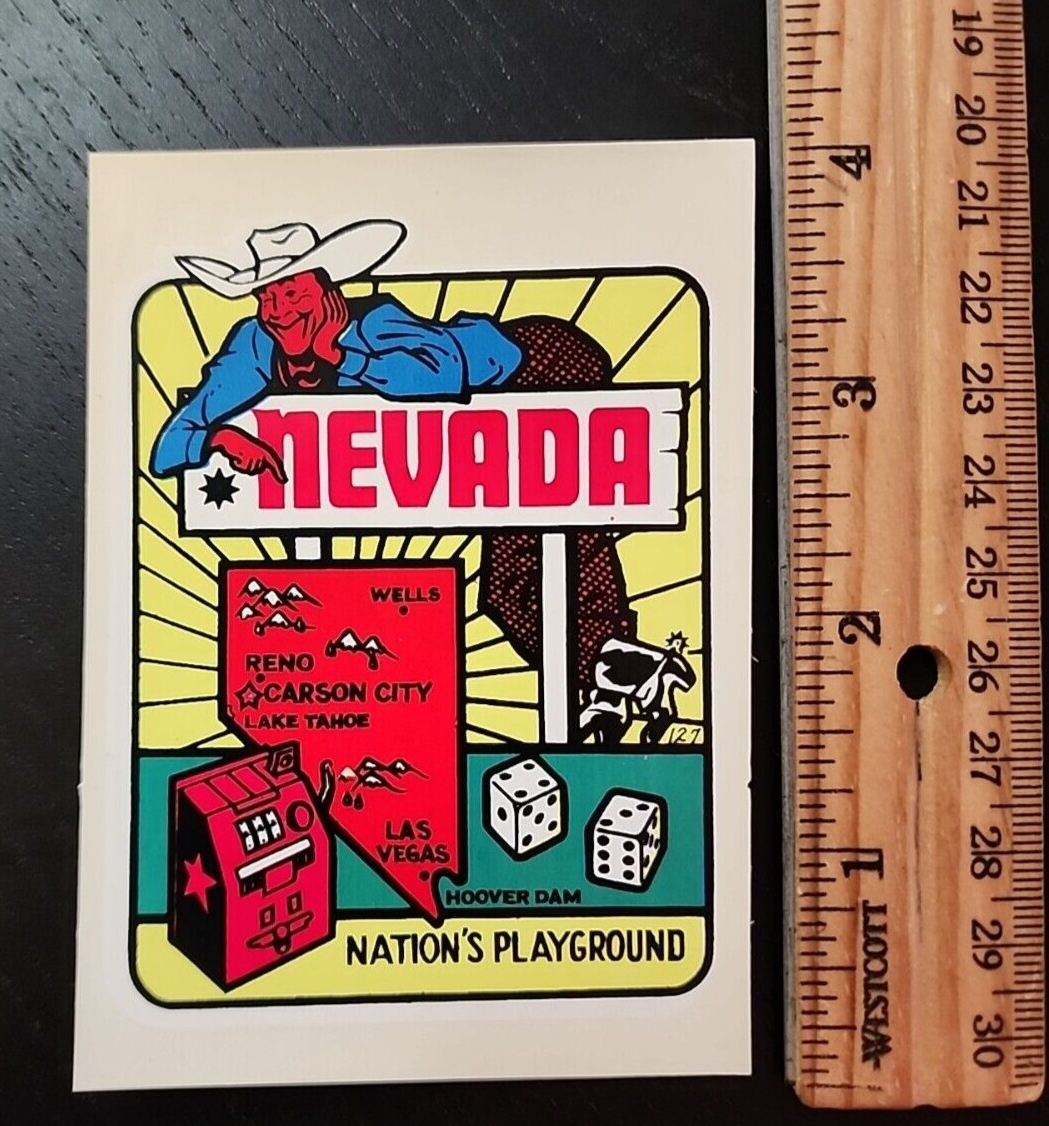 NEVADA
WELLS
RENO
CARSON CITY
LAKE TAHOE
LAS
VEGAS
HOOVER DAM
NATION'S PLAYGROUND
4
3
2
1
WESTCOTT
19
20
21
22
23
24
25
26
27
28
29
30